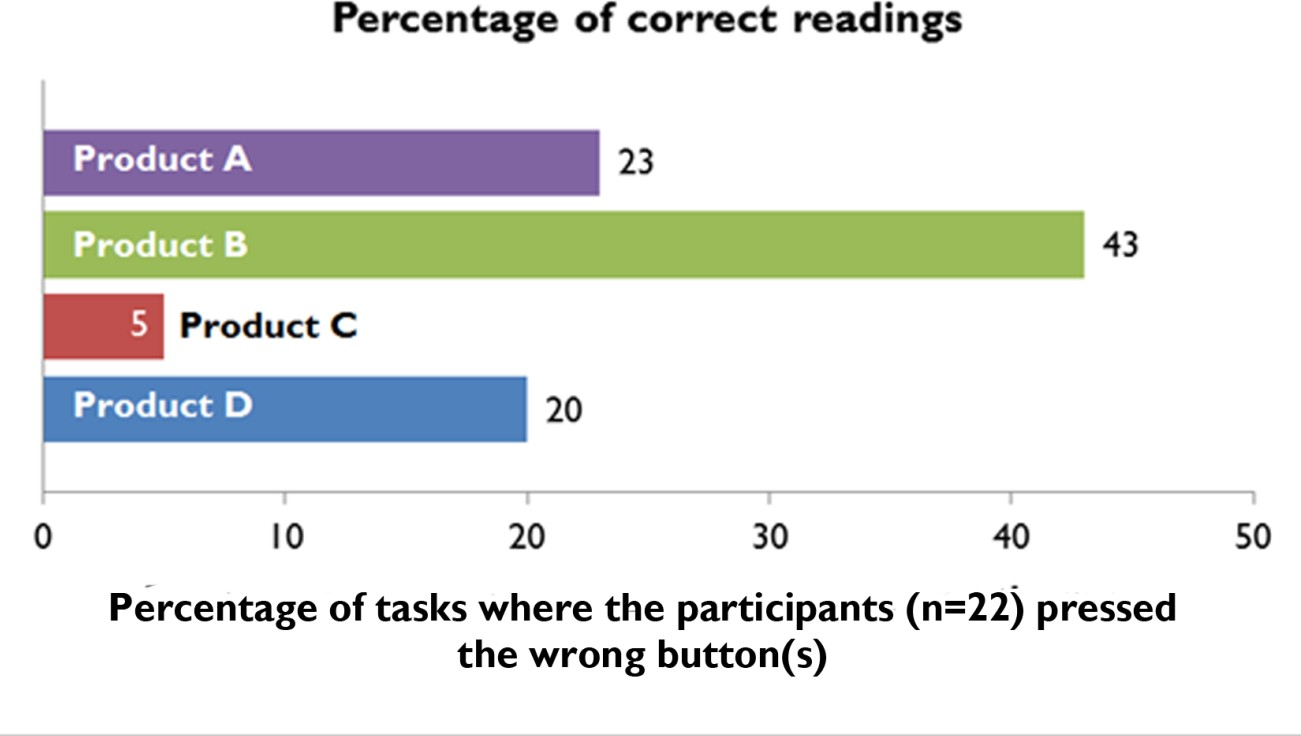 Percentage of correct readings
Product A 23
Product B 43
5 Product C
Product D 20
0 10 20 30 40 50
Percentage of tasks where the participants (n=22) pressed
the wrong button(s)